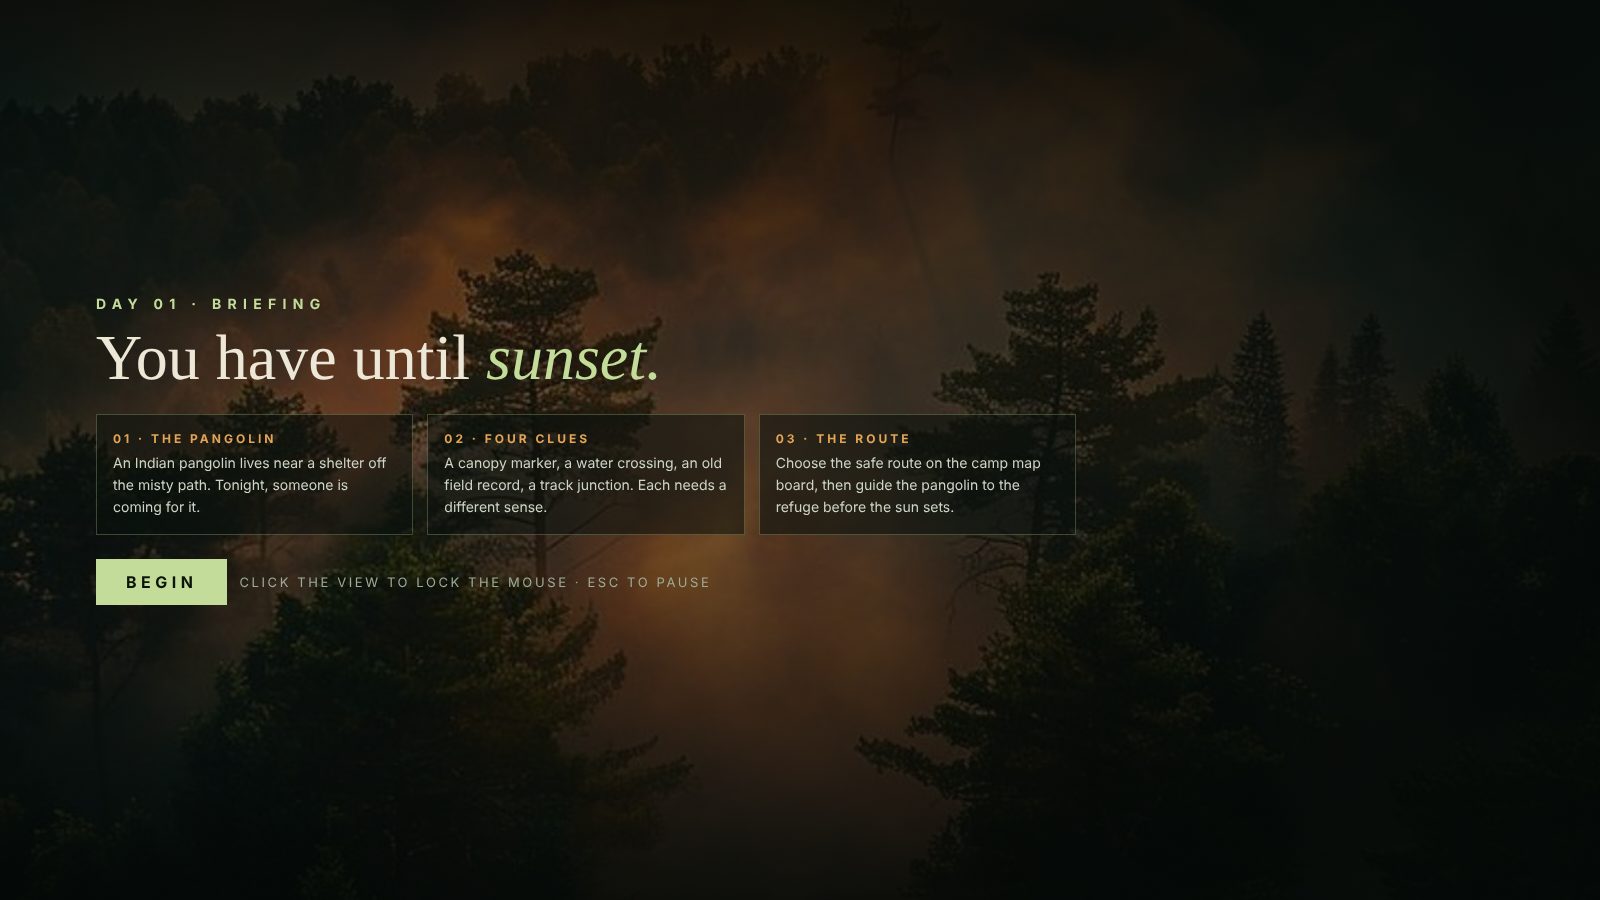 DAY 01 · BRIEFING
You have until sunset.
01 · THE PANGOLIN
An Indian pangolin lives near a shelter off
the misty path. Tonight, someone is
coming for it.
02 · FOUR CLUES
A canopy marker, a water crossing, an old
field record, a track junction. Each needs a
different sense.
03 · THE ROUTE
Choose the safe route on the camp map
board, then guide the pangolin to the
refuge before the sun sets.
BEGIN
CLICK THE VIEW TO LOCK THE MOUSE · ESC TO PAUSE